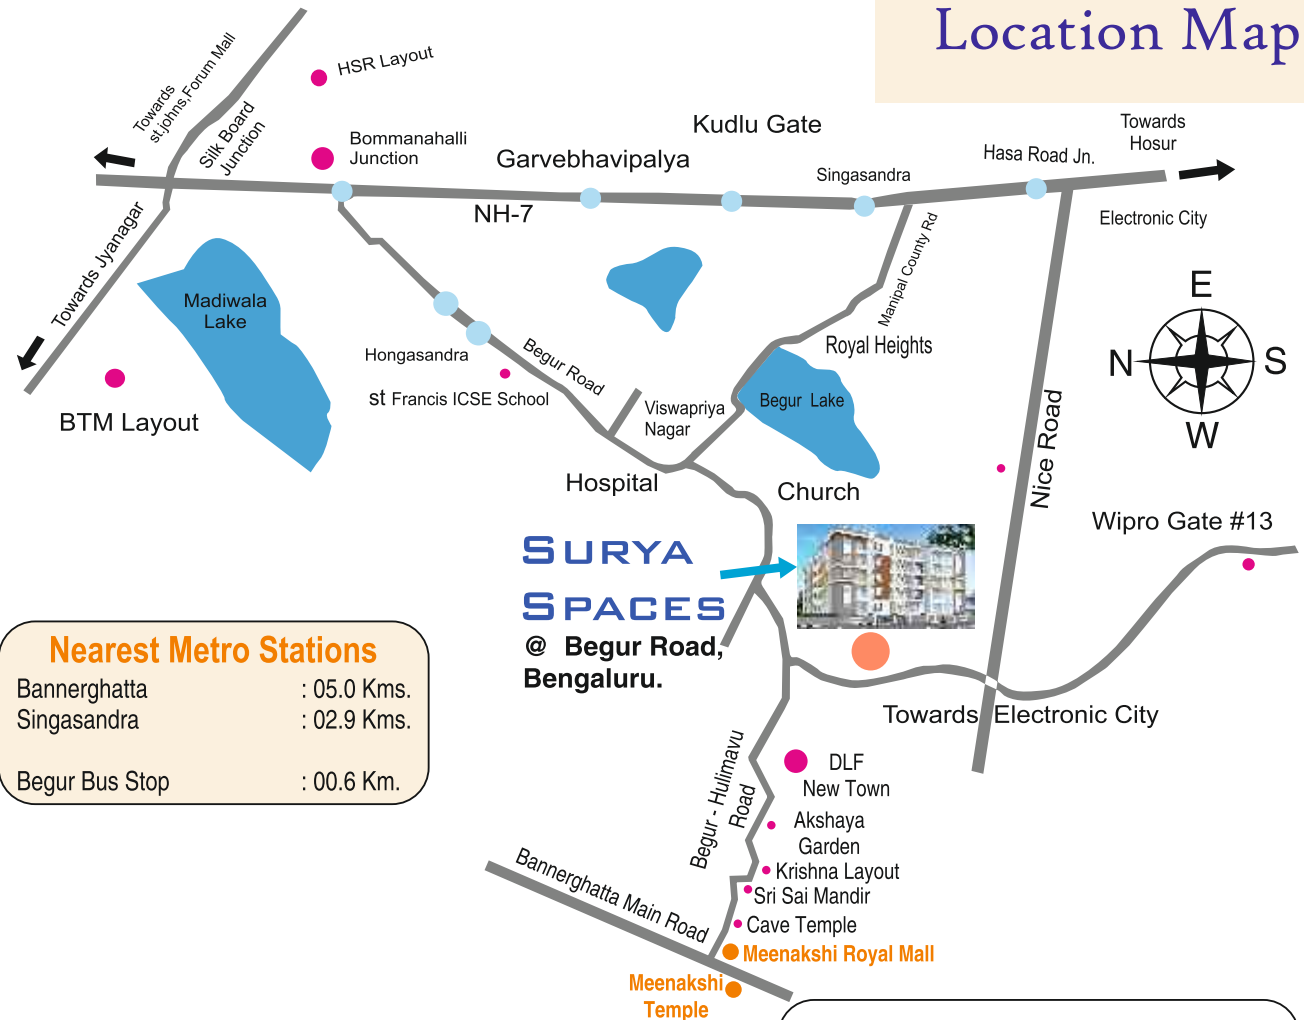 Location Map
Towards
st.johns,Forum Mall
Silk Board
Junction
HSR Layout
Bommanahalli
Junction
Garvebhavipalya
Kudlu Gate
Singasandra
Hasa Road Jn.
Towards
Hosur
NH-7
Electronic City
Manipal County Rd
Towards Jyanagar
Madiwala
Lake
BTM Layout
Hongasandra
Begur Road
st Francis ICSE School
Viswapriya
Nagar
Royal Heights
Begur Lake
Hospital
Church
Nice Road
E
N
S
W
Wipro Gate #13
SURYA
SPACES
@ Begur Road,
Bengaluru.
Nearest Metro Stations
Bannerghatta : 05.0 Kms.
Singasandra : 02.9 Kms.
Begur Bus Stop : 00.6 Km.
Towards Electronic City
Begur - Hulimavu
Road
DLF
New Town
Akshaya
Garden
Krishna Layout
Sri Sai Mandir
Cave Temple
Bannerghatta Main Road
Meenakshi Royal Mall
Meenakshi
Temple